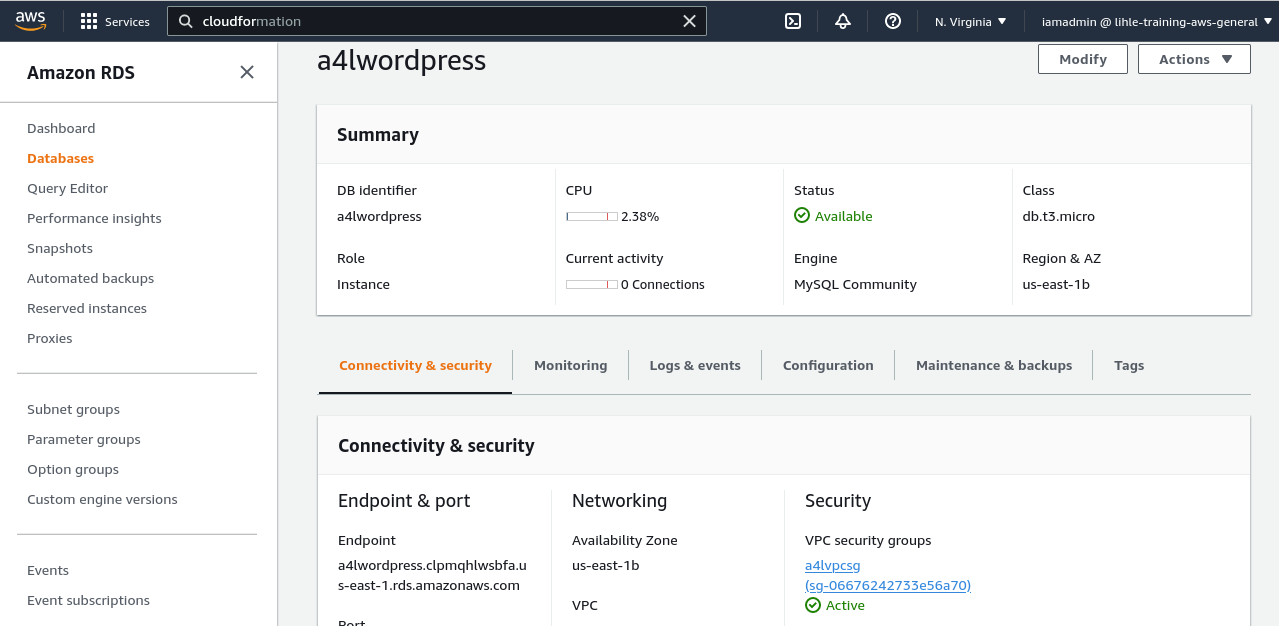 aws
Services
cloudformation
N. Virginia
iamadmin @ lihle-training-aws-general
Amazon RDS
Dashboard
Databases
Query Editor
Performance insights
Snapshots
Automated backups
Reserved instances
Proxies
Subnet groups
Parameter groups
Option groups
Custom engine versions
Events
Event subscriptions
a4lwordpress
Modify
Actions
Summary
DB identifier
a4lwordpress
CPU
2.38%
Status
Available
Class
db.t3.micro
Role
Instance
Current activity
0 Connections
Engine
MySQL Community
Region & AZ
us-east-1b
Connectivity & security
Monitoring
Logs & events
Configuration
Maintenance & backups
Tags
Connectivity & security
Endpoint & port
Endpoint
a4lwordpress.clpmqhlwsbfa.u
s-east-1.rds.amazonaws.com
Port
Networking
Availability Zone
us-east-1b
VPC
Security
VPC security groups
a4lvpcsg
(sg-06676242733e56a70)
Active